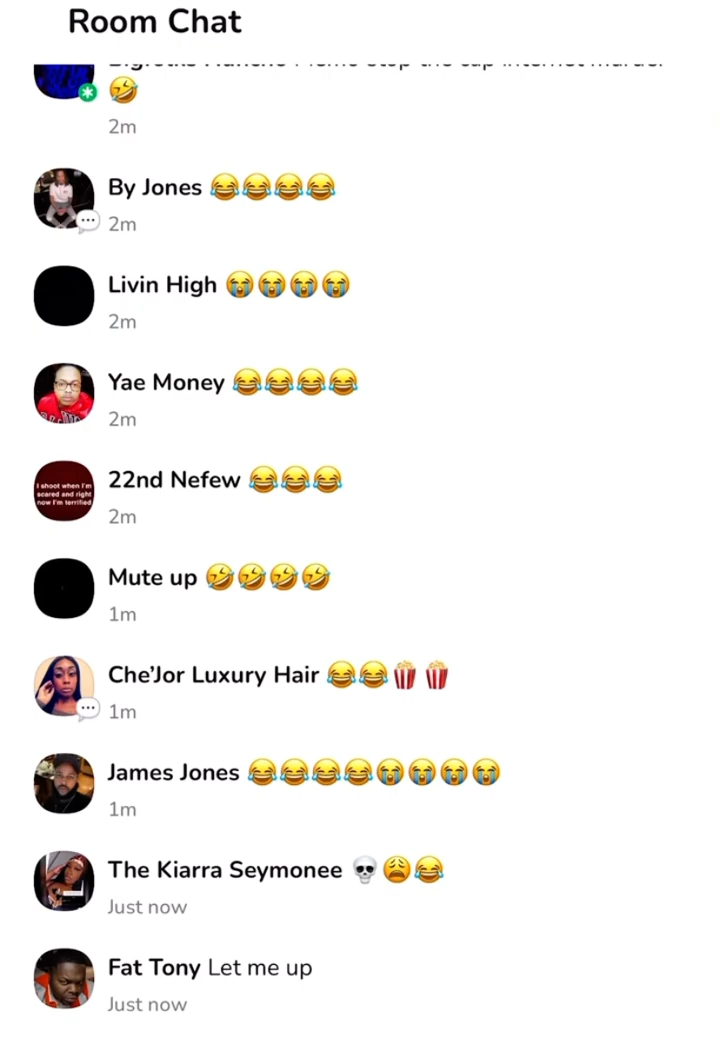 Room Chat
🤣
2m
By Jones 😂😂😂😂
2m
Livin High 😭😭😭😭
2m
Yae Money 😂😂😂😂
2m
I shoot when I'm
scared and right
now I'm terrified
22nd Nefew 😂😂😂
2m
Mute up 🤣🤣🤣🤣
1m
Che’Jor Luxury Hair 😂😂🍿🍿
1m
James Jones 😂😂😂😂😭😭😭😭
1m
The Kiarra Seymonee 💀😩😂
Just now
Fat Tony Let me up
Just now